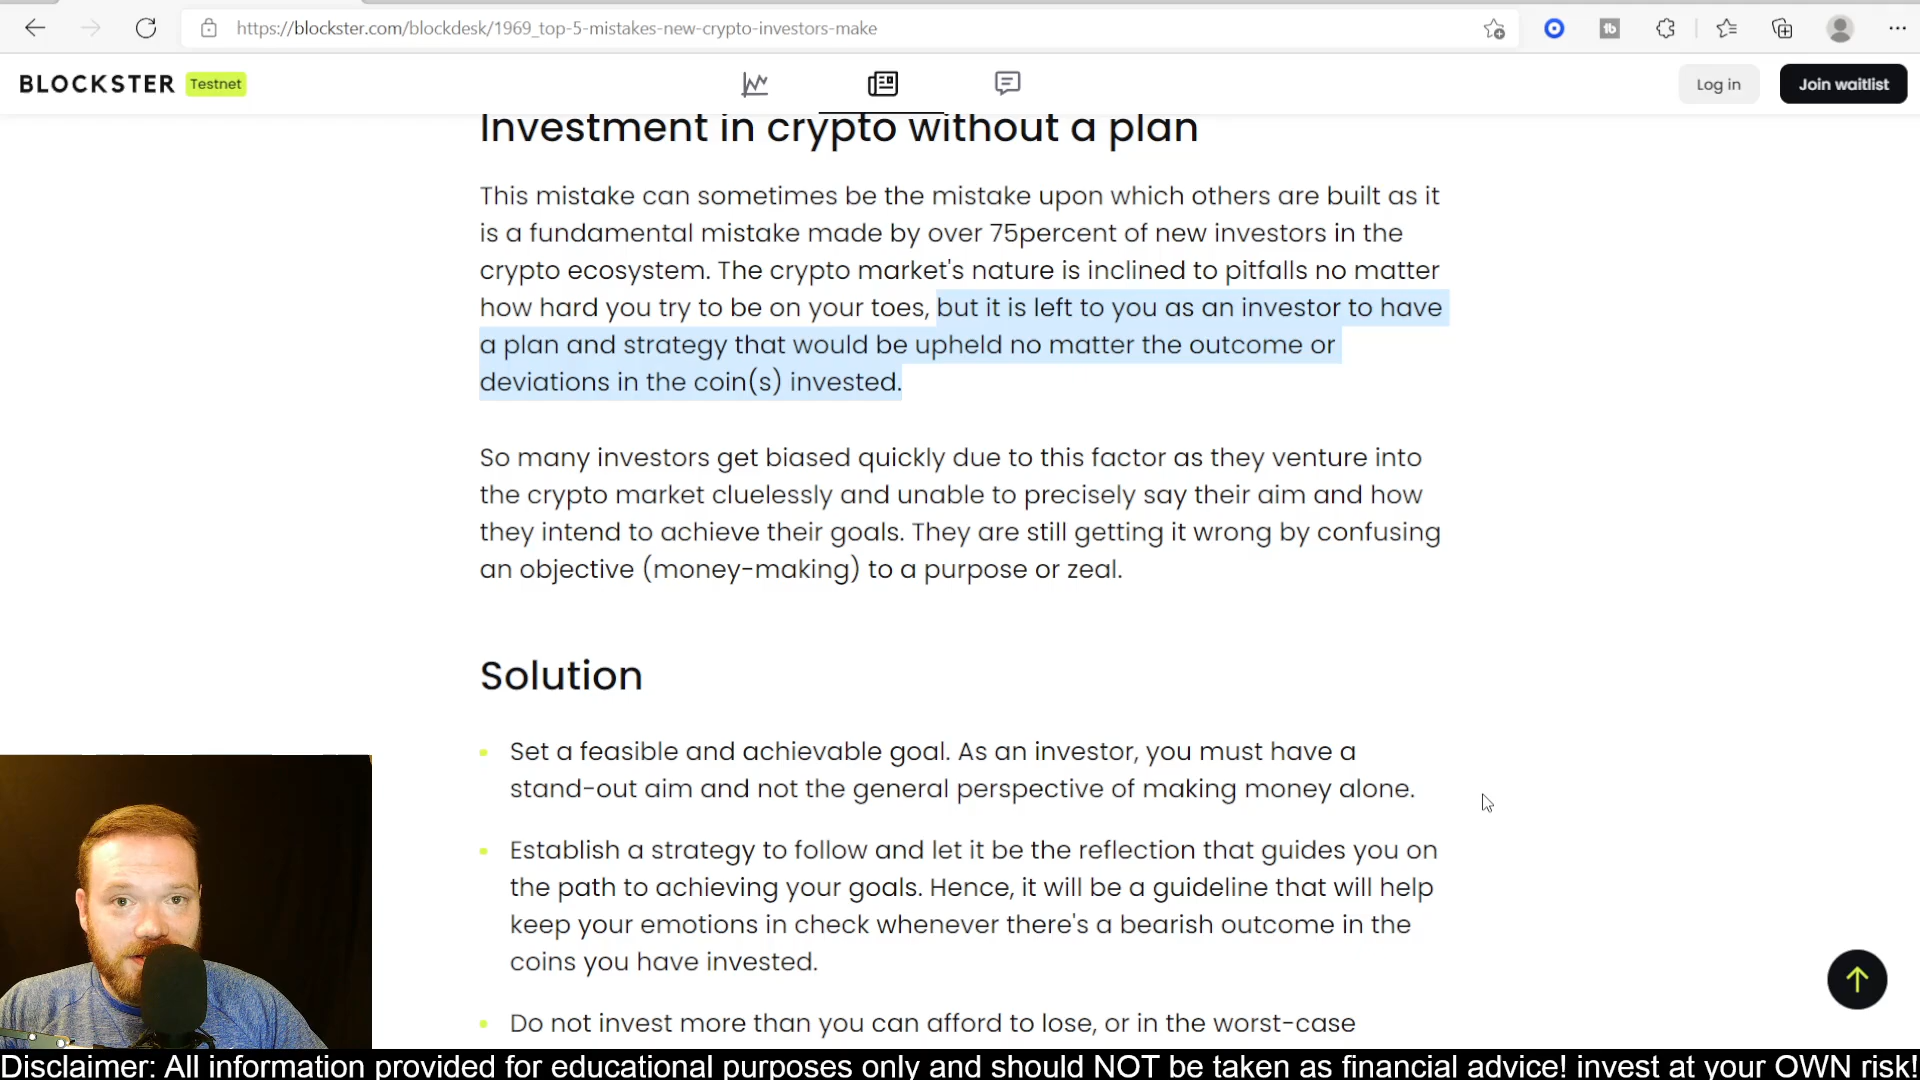 https://blockster.com/blockdesk/1969_top-5-mistakes-new-crypto-investors-make
BLOCKSTER Testnet
Log in
Join waitlist
Investment in crypto without a plan
This mistake can sometimes be the mistake upon which others are built as it
is a fundamental mistake made by over 75percent of new investors in the
crypto ecosystem. The crypto market's nature is inclined to pitfalls no matter
how hard you try to be on your toes, but it is left to you as an investor to have
a plan and strategy that would be upheld no matter the outcome or
deviations in the coin(s) invested.
So many investors get biased quickly due to this factor as they venture into
the crypto market cluelessly and unable to precisely say their aim and how
they intend to achieve their goals. They are still getting it wrong by confusing
an objective (money-making) to a purpose or zeal.
Solution
Set a feasible and achievable goal. As an investor, you must have a
stand-out aim and not the general perspective of making money alone.
Establish a strategy to follow and let it be the reflection that guides you on
the path to achieving your goals. Hence, it will be a guideline that will help
keep your emotions in check whenever there's a bearish outcome in the
coins you have invested.
Do not invest more than you can afford to lose, or in the worst-case
Disclaimer: All information provided for educational purposes only and should NOT be taken as financial advice! invest at your OWN risk!